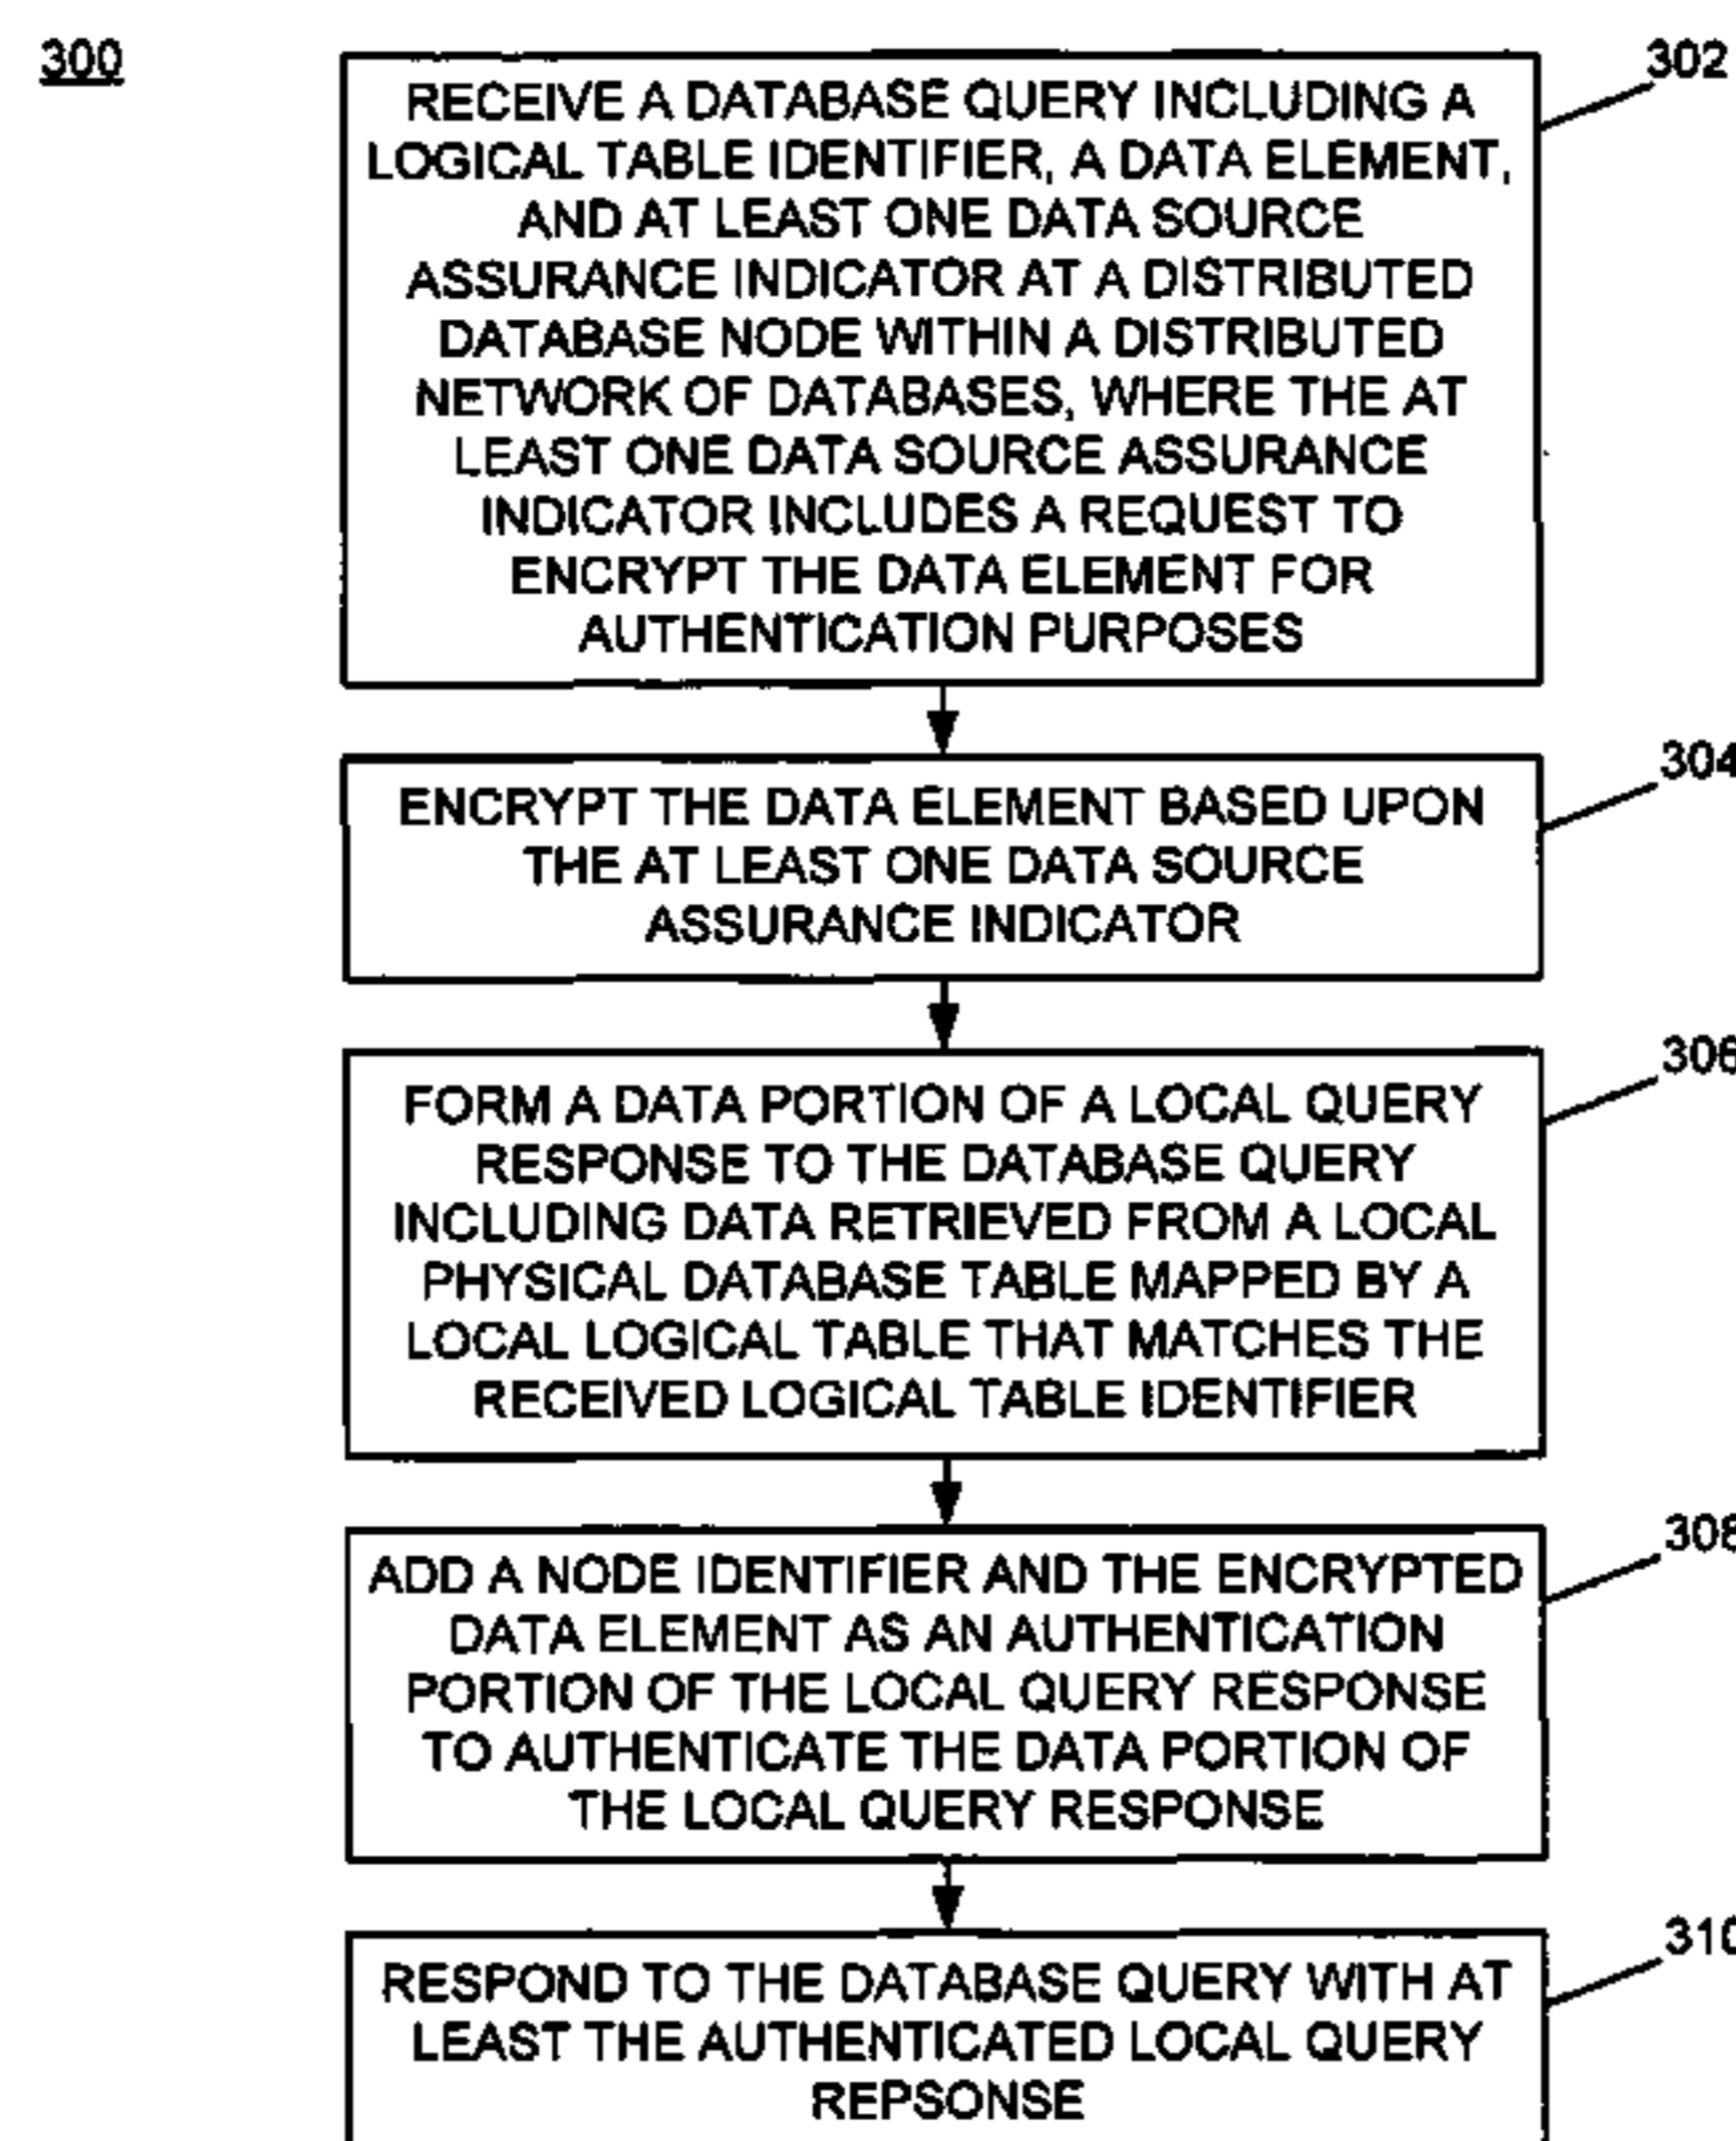 300
302
RECEIVE A DATABASE QUERY INCLUDING A
LOGICAL TABLE IDENTIFIER, A DATA ELEMENT,
AND AT LEAST ONE DATA SOURCE
ASSURANCE INDICATOR AT A DISTRIBUTED
DATABASE NODE WITHIN A DISTRIBUTED
NETWORK OF DATABASES, WHERE THE AT
LEAST ONE DATA SOURCE ASSURANCE
INDICATOR INCLUDES A REQUEST TO
ENCRYPT THE DATA ELEMENT FOR
AUTHENTICATION PURPOSES
304
ENCRYPT THE DATA ELEMENT BASED UPON
THE AT LEAST ONE DATA SOURCE
ASSURANCE INDICATOR
306
FORM A DATA PORTION OF A LOCAL QUERY
RESPONSE TO THE DATABASE QUERY
INCLUDING DATA RETRIEVED FROM A LOCAL
PHYSICAL DATABASE TABLE MAPPED BY A
LOCAL LOGICAL TABLE THAT MATCHES THE
RECEIVED LOGICAL TABLE IDENTIFIER
308
ADD A NODE IDENTIFIER AND THE ENCRYPTED
DATA ELEMENT AS AN AUTHENTICATION
PORTION OF THE LOCAL QUERY RESPONSE
TO AUTHENTICATE THE DATA PORTION OF
THE LOCAL QUERY RESPONSE
310
RESPOND TO THE DATABASE QUERY WITH AT
LEAST THE AUTHENTICATED LOCAL QUERY
REPSONSE